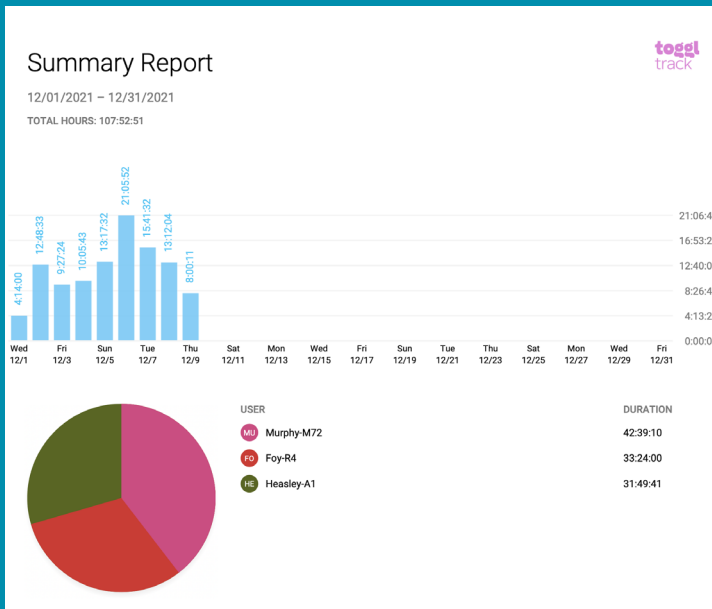 toggl
track
Summary Report
12/01/2021 – 12/31/2021
TOTAL HOURS: 107:52:51
4:14:00
12:48:33
9:27:24
10:05:43
13:17:32
21:05:52
15:41:32
13:12:04
8:00:11
21:06:4
16:53:2
12:40:0
8:26:4
4:13:2
0:00:0
Wed Fri Sun Tue Thu Sat Mon Wed Fri Sun Tue Thu Sat Mon Wed Fri
12/1 12/3 12/5 12/7 12/9 12/11 12/13 12/15 12/17 12/19 12/21 12/23 12/25 12/27 12/29 12/31
USER DURATION
MU Murphy-M72 42:39:10
FO Foy-R4 33:24:00
HE Heasley-A1 31:49:41